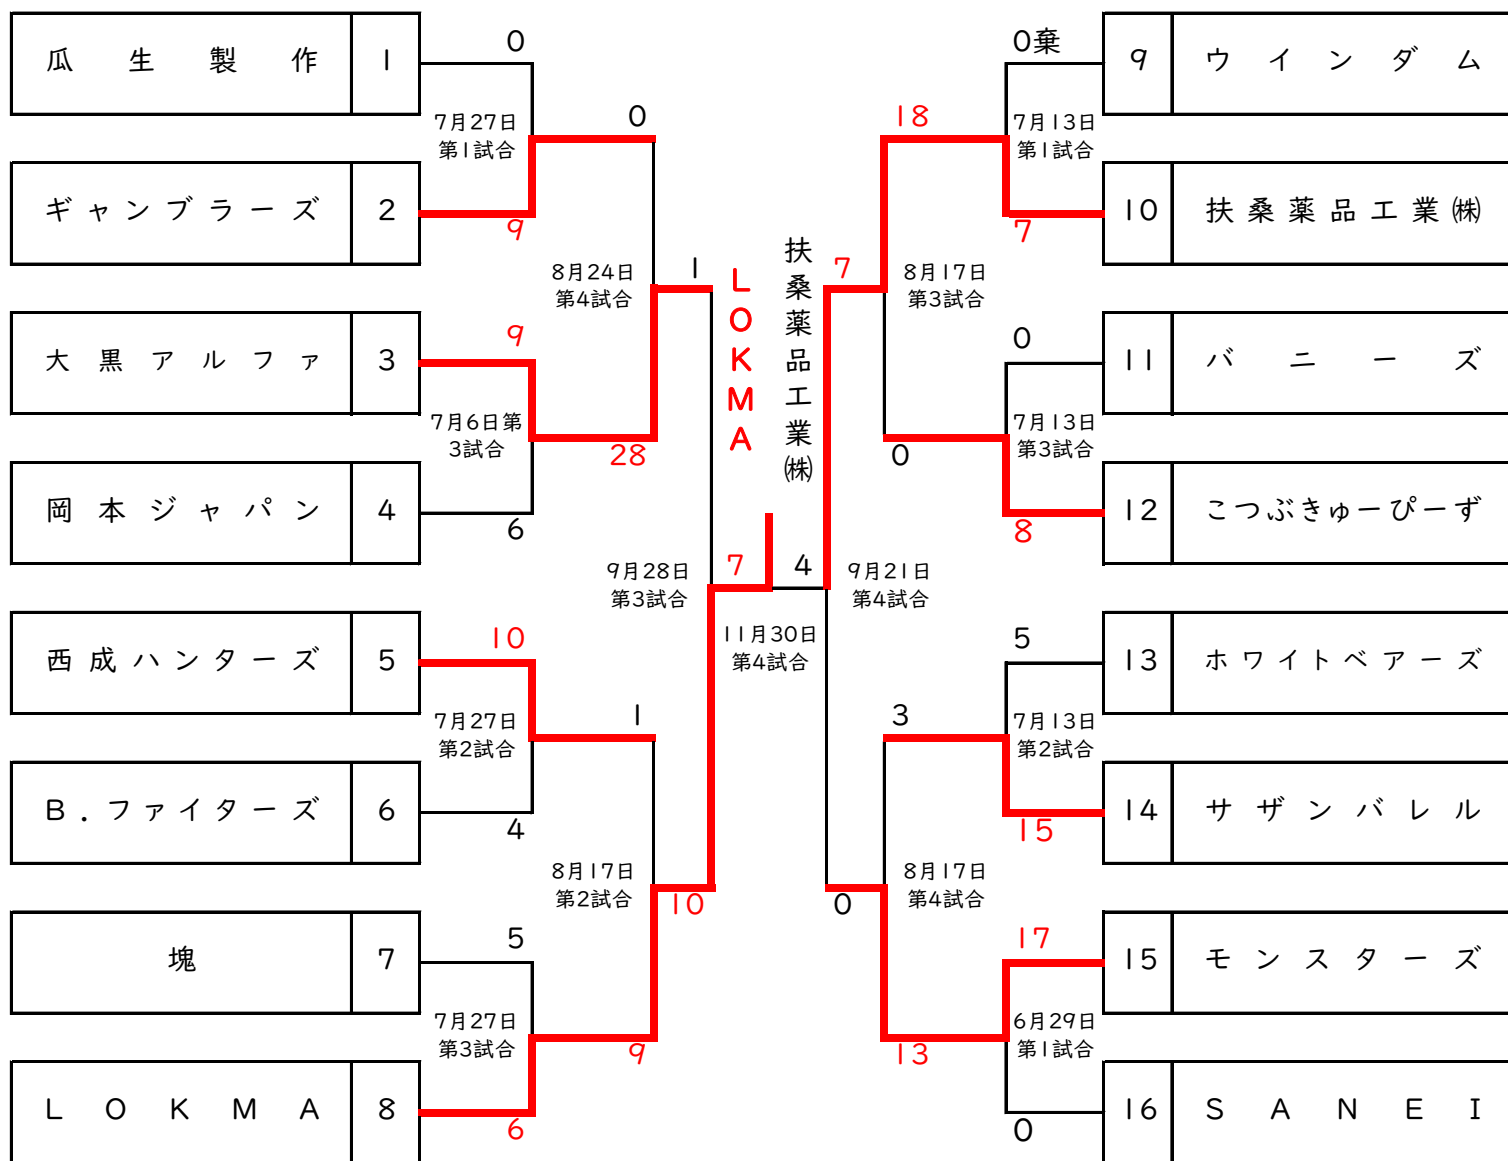 瓜生製作 1
0
7月27日
第1試合
ギャンブラーズ 2
9
0
8月24日
第4試合
大黒アルファ 3
9
7月6日第
3試合
28
岡本ジャパン 4
6
1
西成ハンターズ 5
10
7月27日
第2試合
1
B.ファイターズ 6
4
8月17日
第2試合
10
塊 7
5
7月27日
第3試合
9
LOKMA 8
6
9月28日
第3試合
LOKMA
7
扶桑薬品工業㈱
4
11月30日
第4試合
0棄
9 ウインダム
18
7月13日
第1試合
10 扶桑薬品工業㈱
7
7
8月17日
第3試合
0
11 バニーズ
7月13日
第3試合
0
12 こつぶきゅーぴーず
8
9月21日
第4試合
5
13 ホワイトベアーズ
3
7月13日
第2試合
14 サザンバレル
15
8月17日
第4試合
0
17
15 モンスターズ
6月29日
第1試合
13
16 SANEI
0